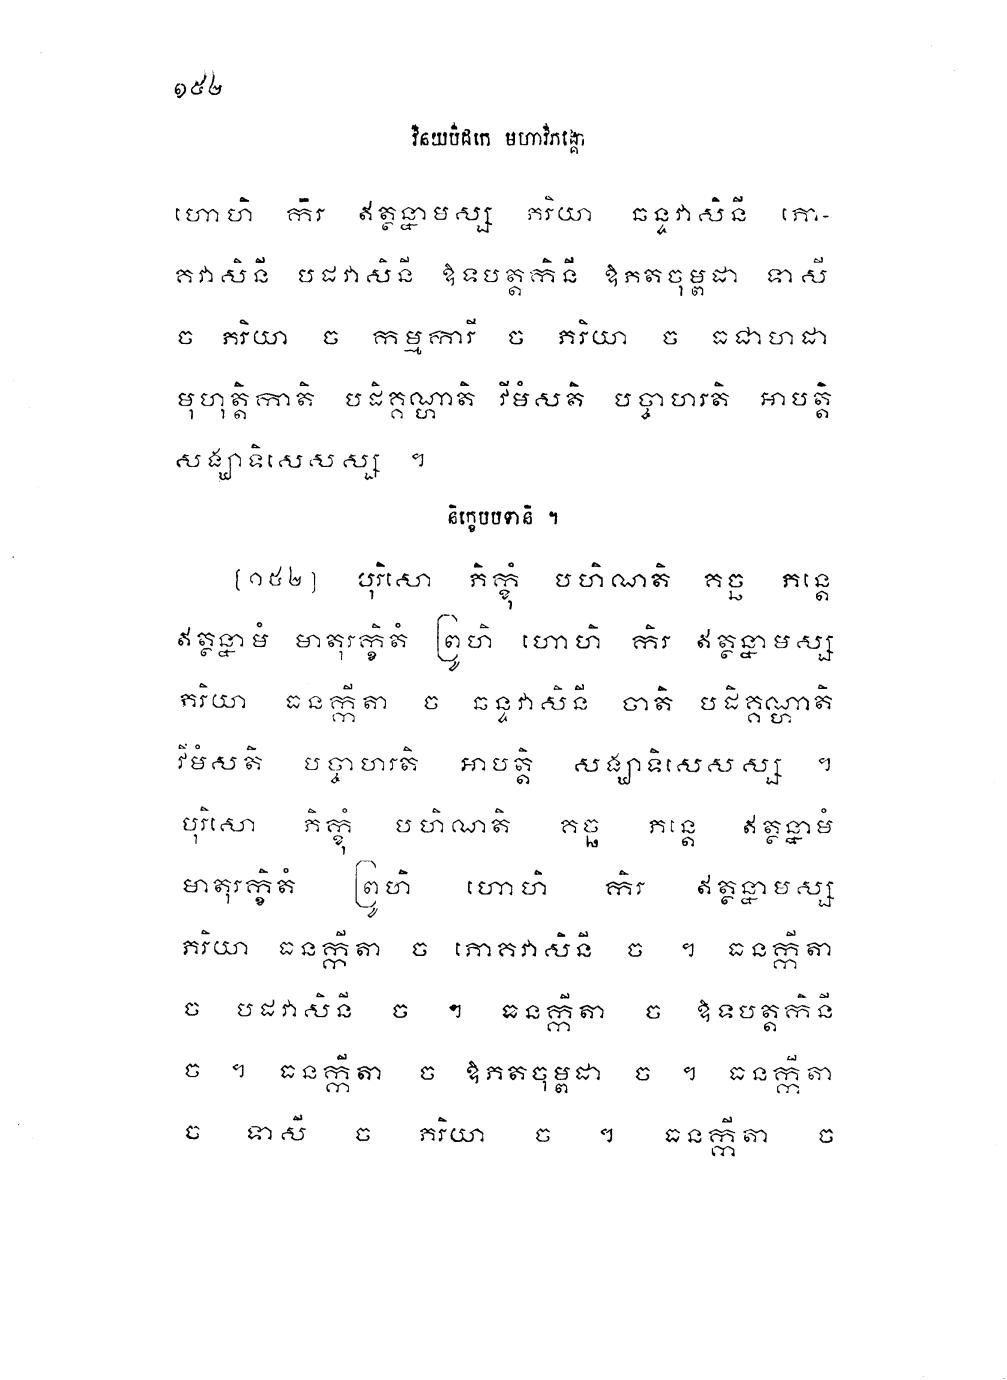 ១៥២
វិនយបិដកេ មហាវិភង្គោ
ហោហិ កិរ ឥត្ថន្នាមស្ស ភរិយា ឆន្ទវាសិនី ភោ-
គវាសិនី បដវាសិនី ឱទបត្តកិនី ឱភតចុម្ពដា ទាសី
ច ភរិយា ច កម្មការី ច ភរិយា ច ធជាហដា
មុហុត្តិកាតិ បដិគ្គណ្ហាតិ វីមំសតិ បច្ចាហរតិ អាបត្តិ
សង្ឃាទិសេសស្ស ។
និក្ខេបបទានិ ។
[១៥២] បុរិសោ ភិក្ខុំ បហិណតិ គច្ឆ ភន្តេ
ឥត្ថន្នាមំ មាតុរក្ខិតំ ព្រូហិ ហោហិ កិរ ឥត្ថន្នាមស្ស
ភរិយា ធនក្កីតា ច ឆន្ទវាសិនី ចាតិ បដិគ្គណ្ហាតិ
វីមំសតិ បច្ចាហរតិ អាបត្តិ សង្ឃាទិសេសស្ស ។
បុរិសោ ភិក្ខុំ បហិណតិ គច្ឆ ភន្តេ ឥត្ថន្នាមំ
មាតុរក្ខិតំ ព្រូហិ ហោហិ កិរ ឥត្ថន្នាមស្ស
ភរិយា ធនក្កីតា ច ភោគវាសិនី ច ។ ធនក្កីតា
ច បដវាសិនី ច ។ ធនក្កីតា ច ឱទបត្តកិនី
ច ។ ធនក្កីតា ច ឱភតចុម្ពដា ច ។ ធនក្កីតា
ច ទាសី ច ភរិយា ច ។ ធនក្កីតា ច